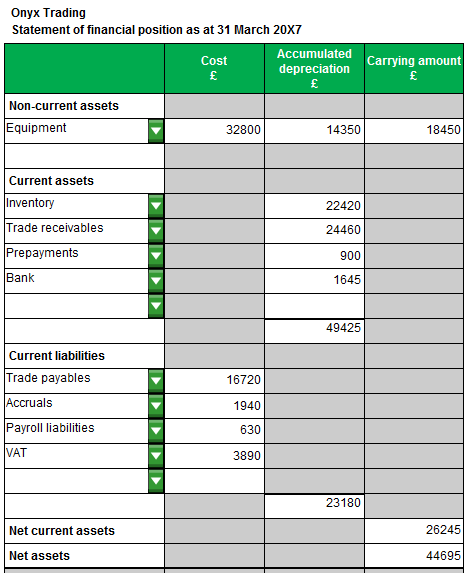 Onyx Trading
Statement of financial position as at 31 March 20X7
Cost £ Accumulated depreciation £ Carrying amount £
Non-current assets
Equipment 32800 14350 18450
Current assets
Inventory 22420
Trade receivables 24460
Prepayments 900
Bank 1645
49425
Current liabilities
Trade payables 16720
Accruals 1940
Payroll liabilities 630
VAT 3890
23180
Net current assets 26245
Net assets 44695